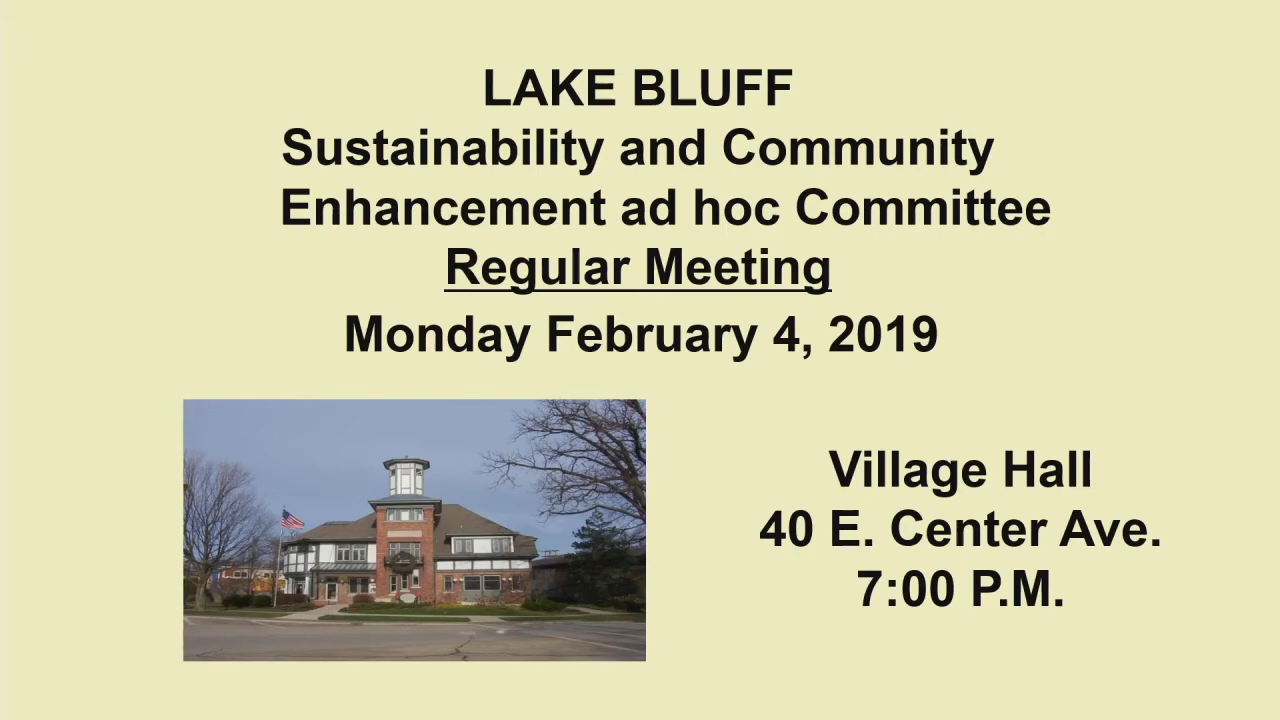 LAKE BLUFF
Sustainability and Community
Enhancement ad hoc Committee
Regular Meeting
Monday February 4, 2019
Village Hall
40 E. Center Ave.
7:00 P.M.